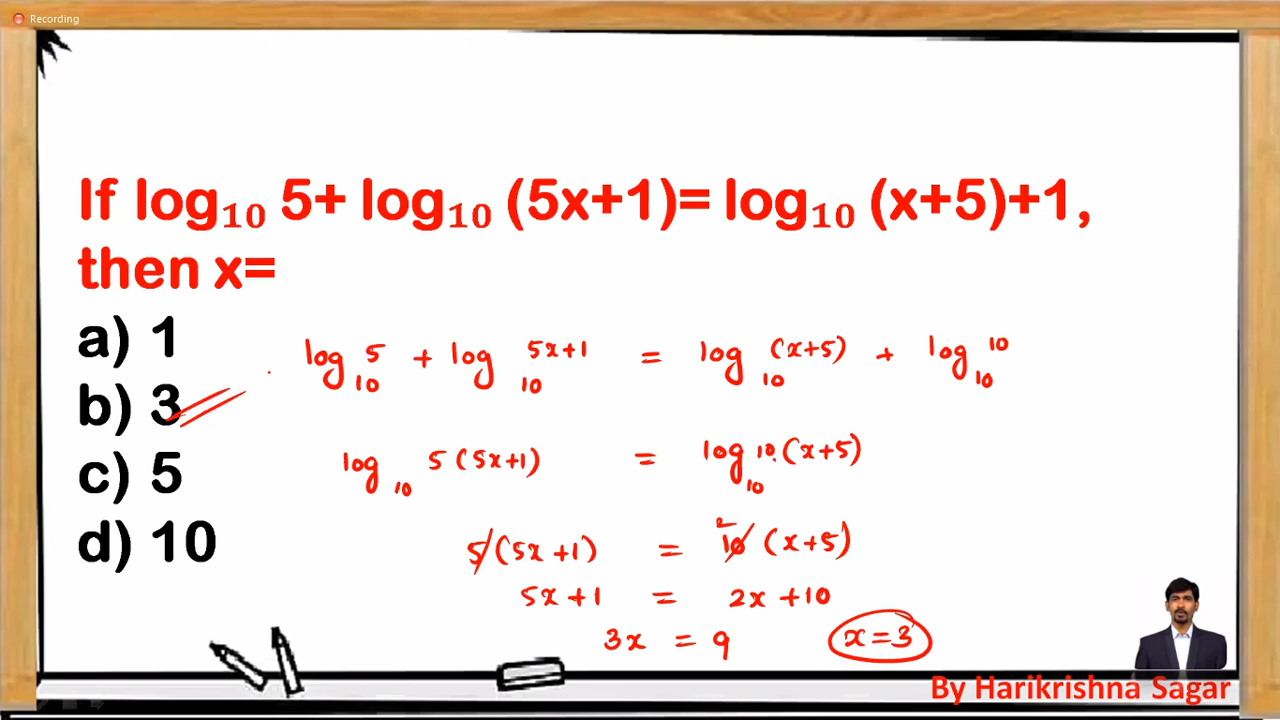 Recording
If log₁₀ 5+ log₁₀ (5x+1)= log₁₀ (x+5)+1,
then x=
a) 1
b) 3
c) 5
d) 10
log₁₀ 5 + log₁₀ 5x+1 = log₁₀ (x+5) + log₁₀ 10
log₁₀ 5(5x+1) = log₁₀ 10.(x+5)
5(5x+1) = 2 10 (x+5)
5x+1 = 2x+10
3x = 9 x=3
By Harikrishna Sagar